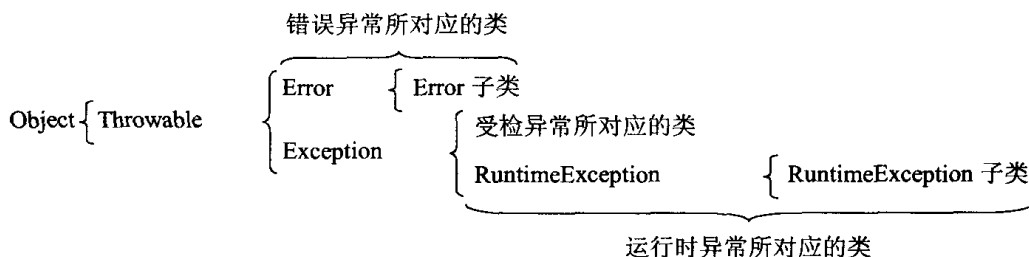 错误异常所对应的类
Error Error 子类
Object Throwable
受检异常所对应的类
Exception
RuntimeException RuntimeException 子类
运行时异常所对应的类